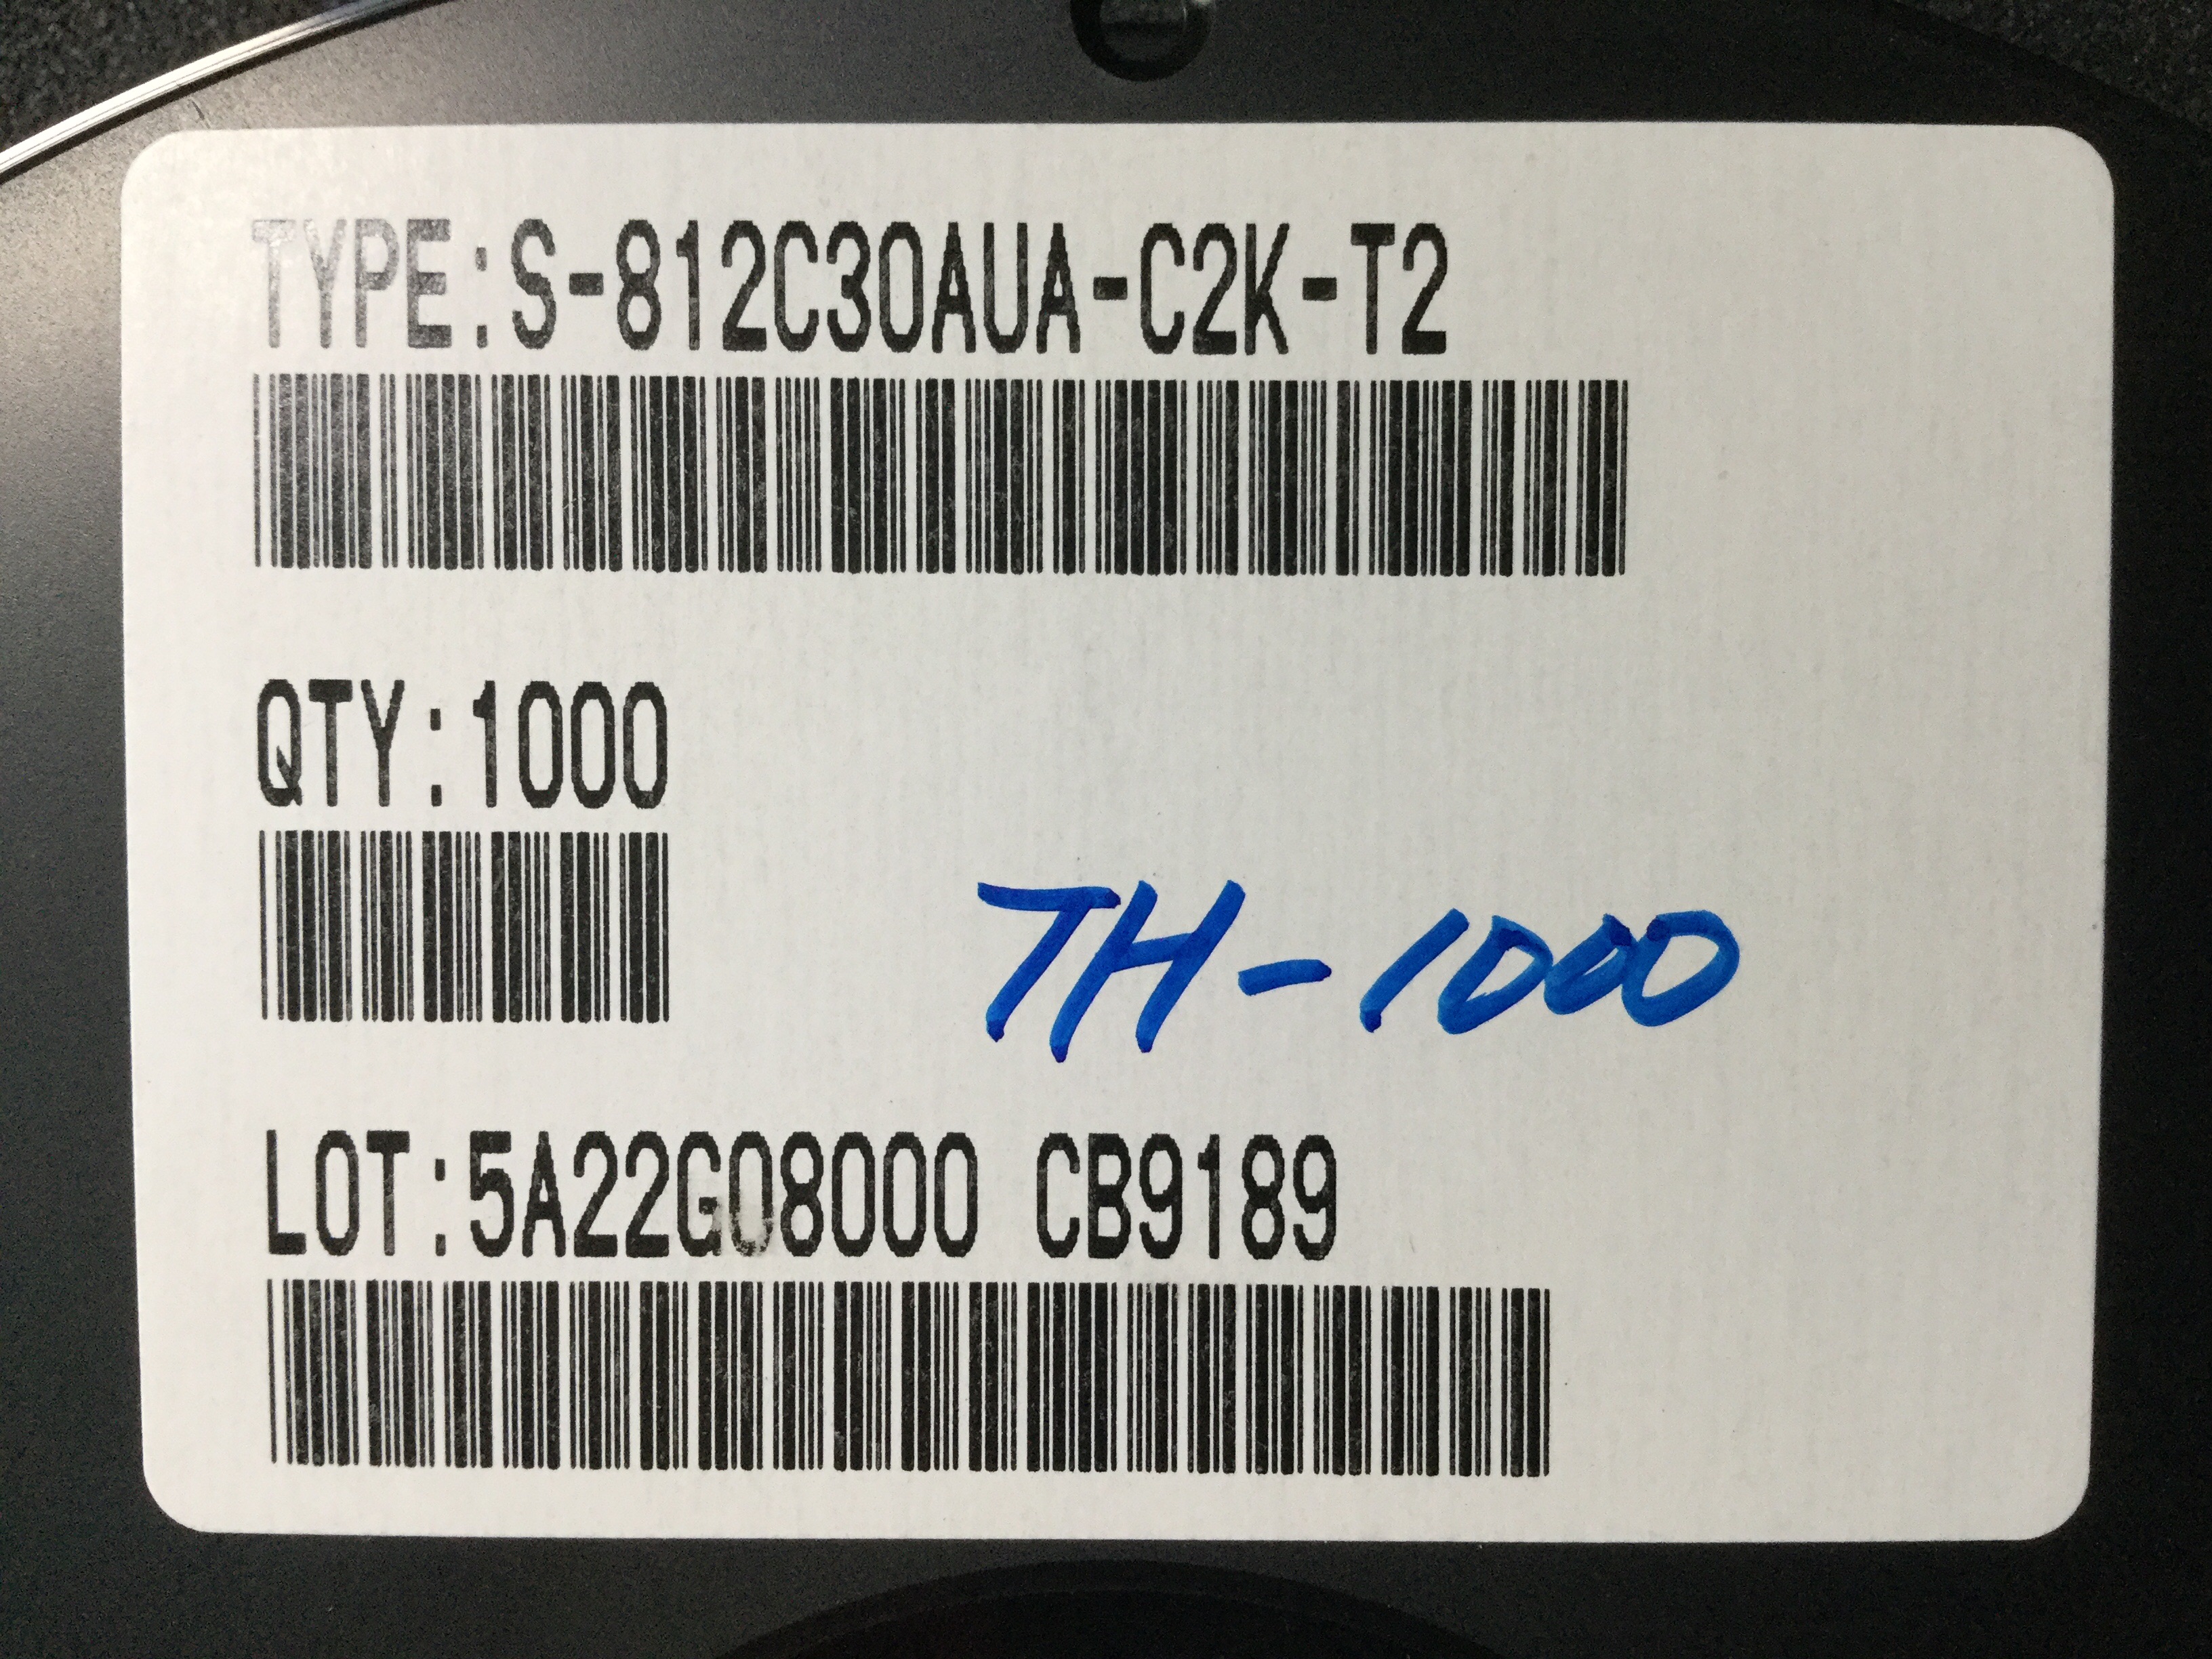 TYPE:S-812C30AUA-C2K-T2
QTY:1000
TH-1000
LOT:5A22G08000 CB9189